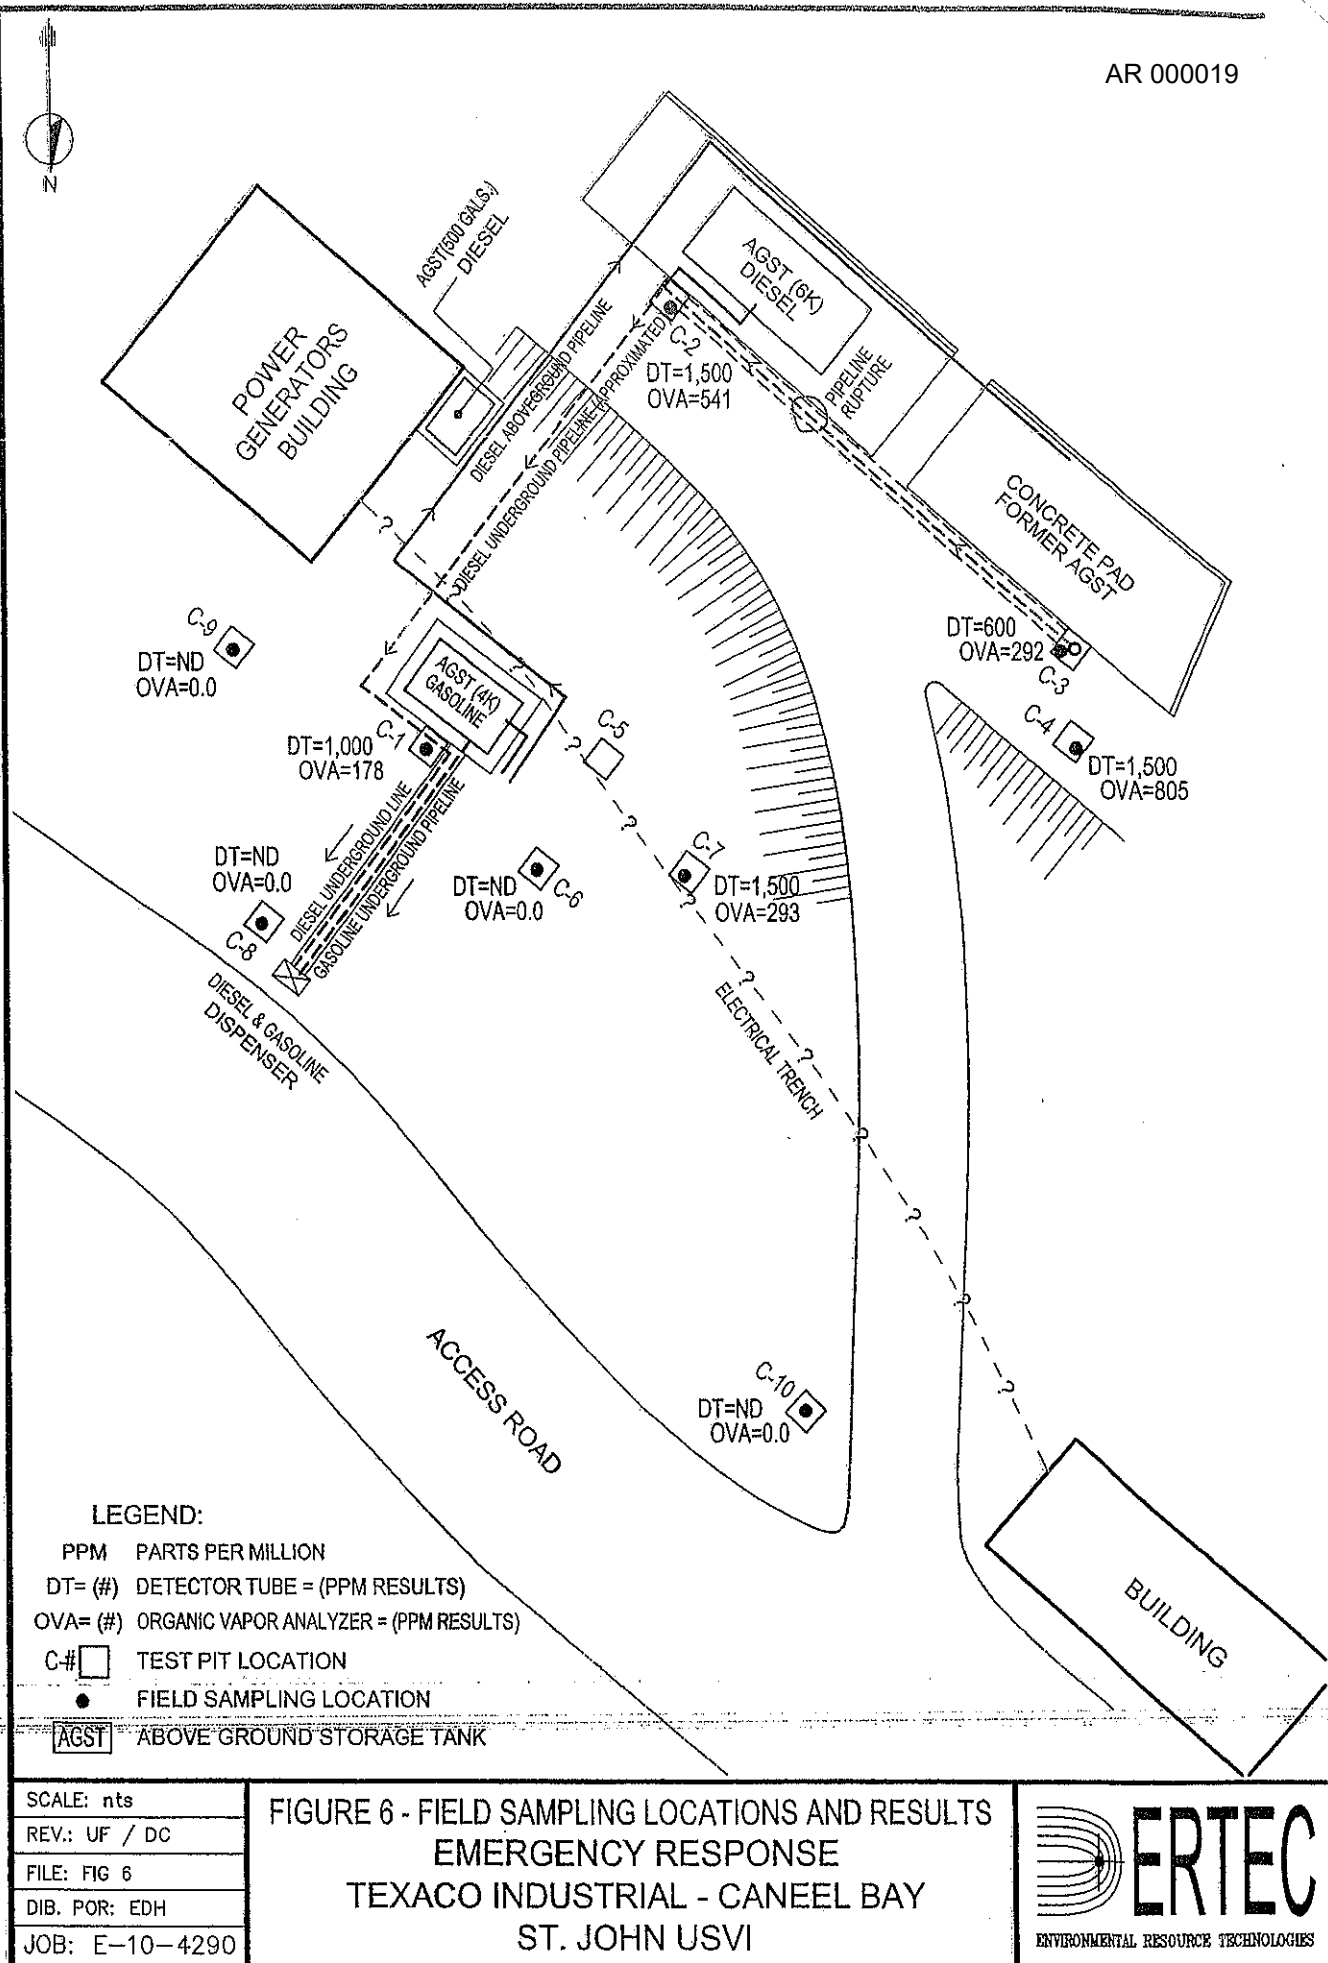 AR 000019
N
AGST(500 GALS.)
DIESEL
POWER
GENERATORS
BUILDING
DIESEL ABOVEGROUND PIPELINE
DIESEL UNDERGROUND PIPELINE (APPROXIMATED)
AGST (6K)
DIESEL
C-2
DT=1,500
OVA=541
PIPELINE
RUPTURE
CONCRETE PAD
FORMER AGST
DT=600
OVA=292
C-3
C-4
DT=1,500
OVA=805
C-9
DT=ND
OVA=0.0
AGST (4K)
GASOLINE
C-1
DT=1,000
OVA=178
C-5
?
?
?
?
?
C-7
DT=1,500
OVA=293
?
DT=ND
OVA=0.0
C-6
DIESEL UNDERGROUND LINE
GASOLINE UNDERGROUND PIPELINE
DT=ND
OVA=0.0
C-8
DIESEL & GASOLINE
DISPENSER
?
?
ELECTRICAL TRENCH
?
?
?
?
ACCESS ROAD
C-10
DT=ND
OVA=0.0
BUILDING
LEGEND:
PPM PARTS PER MILLION
DT= (#) DETECTOR TUBE = (PPM RESULTS)
OVA= (#) ORGANIC VAPOR ANALYZER = (PPM RESULTS)
C-# TEST PIT LOCATION
FIELD SAMPLING LOCATION
AGST ABOVE GROUND STORAGE TANK
SCALE: nts
REV.: UF / DC
FILE: FIG 6
DIB. POR: EDH
JOB: E-10-4290
FIGURE 6 - FIELD SAMPLING LOCATIONS AND RESULTS
EMERGENCY RESPONSE
TEXACO INDUSTRIAL - CANEEL BAY
ST. JOHN USVI
ERTEC
ENVIRONMENTAL RESOURCE TECHNOLOGIES